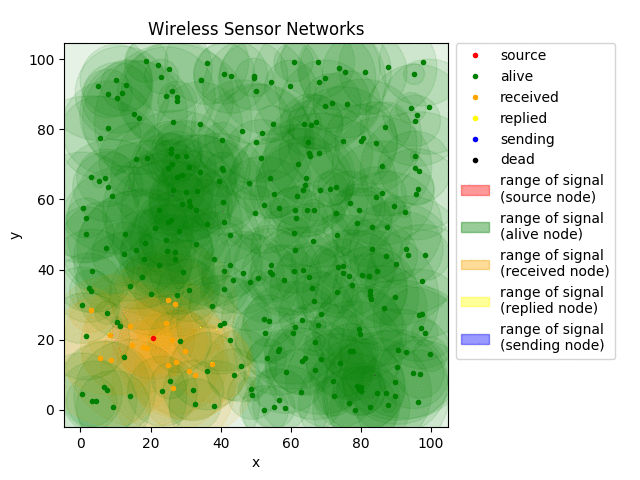 Wireless Sensor Networks
100
80
60
40
20
0
y
0 20 40 60 80 100
x
source
alive
received
replied
sending
dead
range of signal
(source node)
range of signal
(alive node)
range of signal
(received node)
range of signal
(replied node)
range of signal
(sending node)